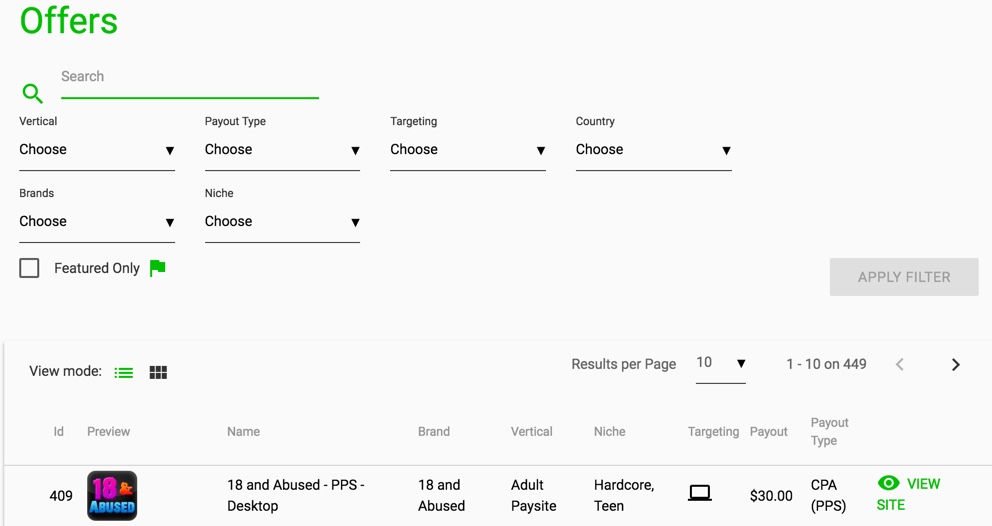 Offers
Search
Vertical Payout Type Targeting Country
Choose Choose Choose Choose
Brands Niche
Choose Choose
Featured Only
APPLY FILTER
View mode: Results per Page 10 1 - 10 on 449
Id Preview Name Brand Vertical Niche Targeting Payout Payout
Type
409 18 & 18 and Abused - PPS - 18 and Adult Hardcore, $30.00 CPA VIEW
ABUSED Desktop Abused Paysite Teen (PPS) SITE